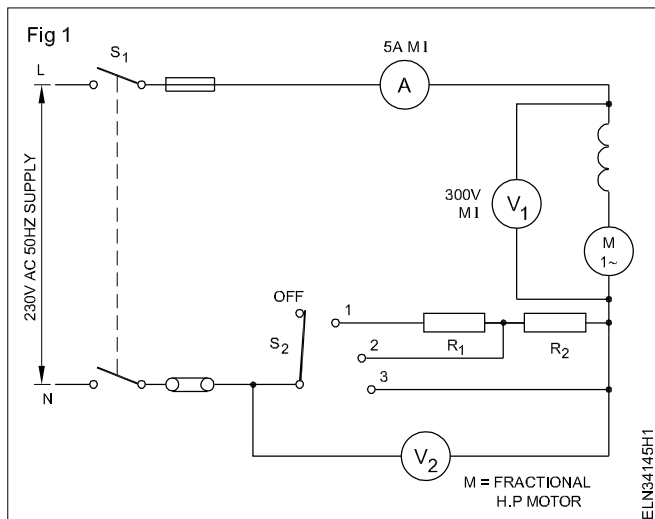 Fig 1
S1
L
5A M I
A
300V
M I
V1
M
1~
230V AC 50HZ SUPPLY
OFF
S2
1
R1
R2
2
3
N
V2
M = FRACTIONAL
H.P MOTOR
ELN34145H1